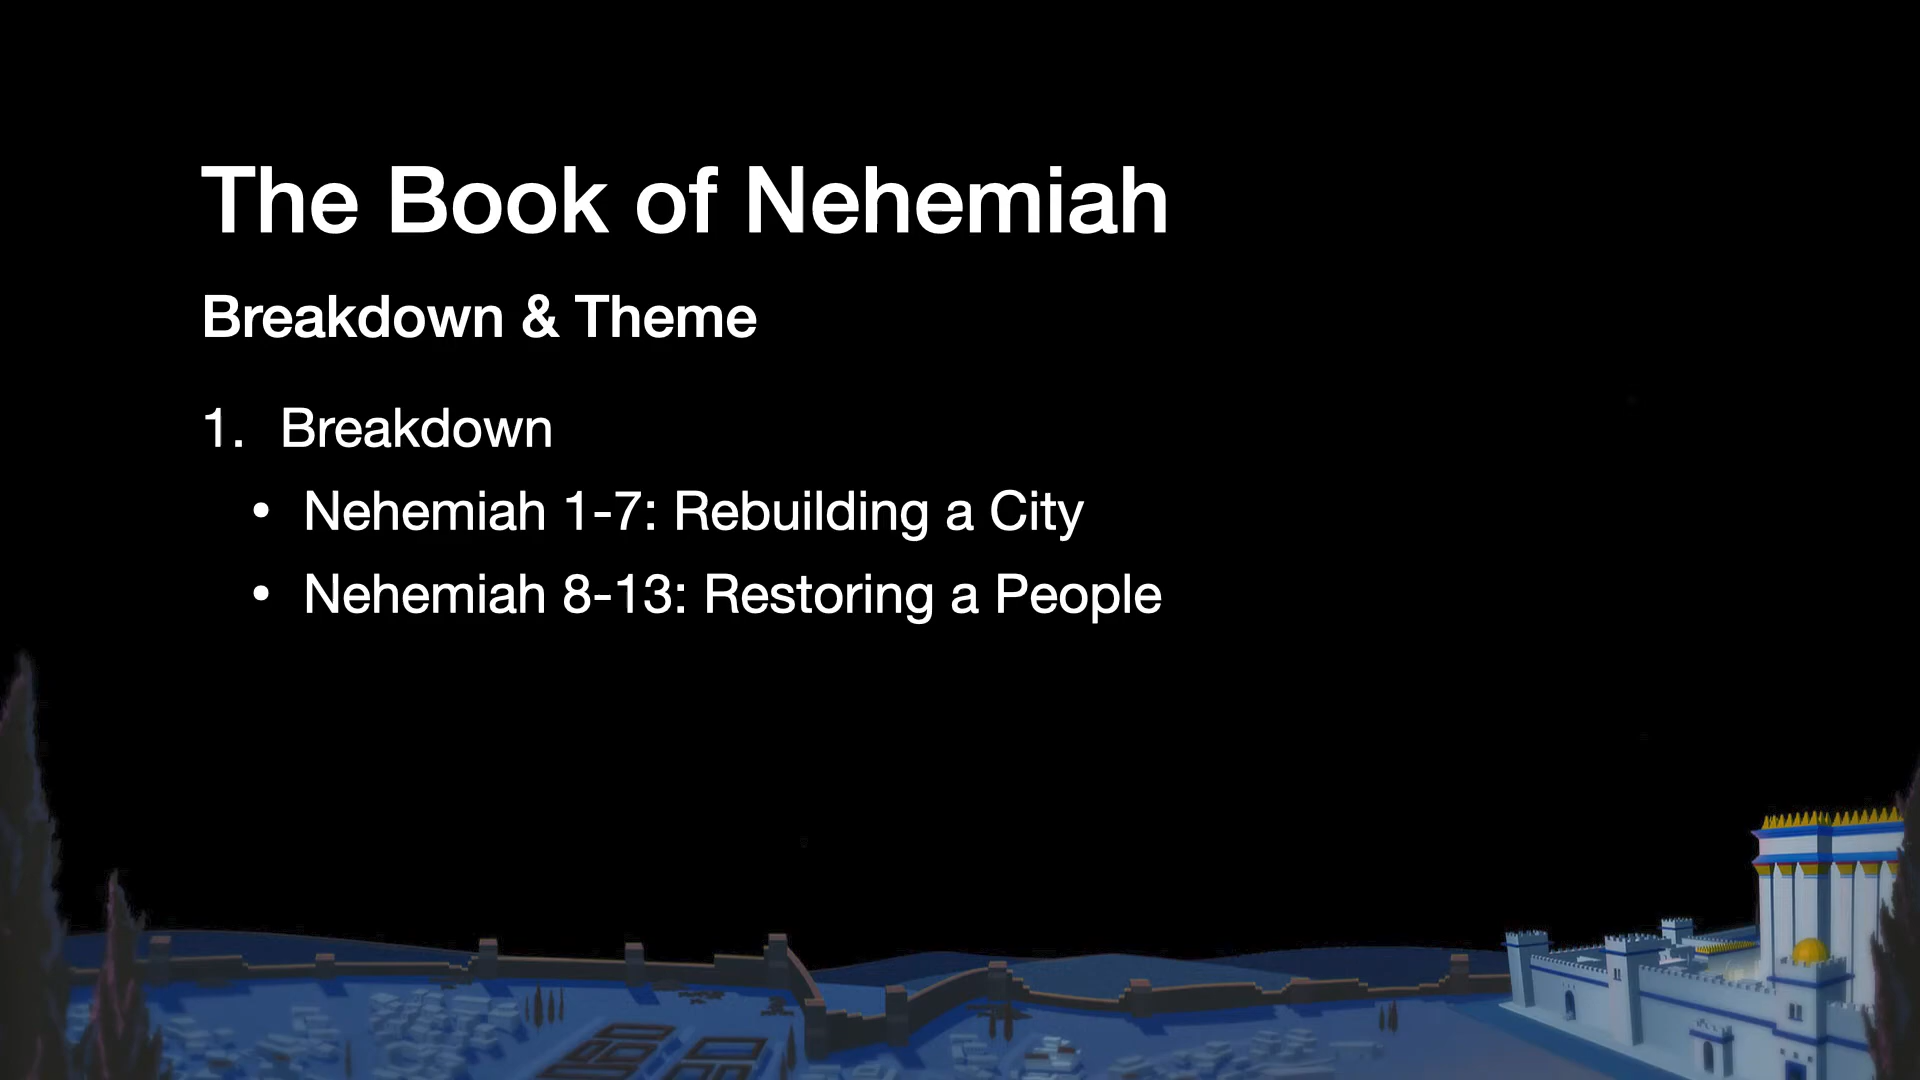 The Book of Nehemiah
Breakdown & Theme
1. Breakdown
• Nehemiah 1-7: Rebuilding a City
• Nehemiah 8-13: Restoring a People